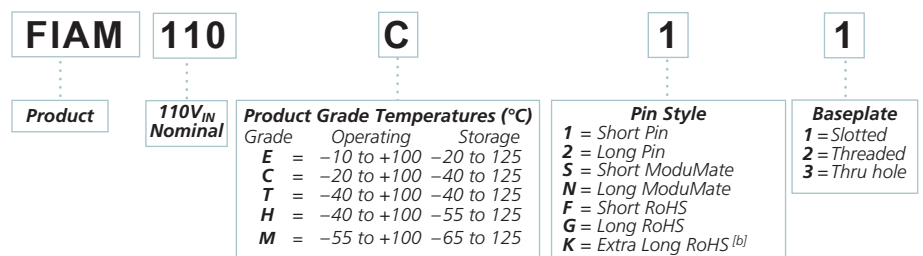 FIAM 110 C 1 1
Product
110V_IN
Nominal
Product Grade Temperatures (°C)
Grade Operating Storage
E = –10 to +100 –20 to 125
C = –20 to +100 –40 to 125
T = –40 to +100 –40 to 125
H = –40 to +100 –55 to 125
M = –55 to +100 –65 to 125
Pin Style
1 = Short Pin
2 = Long Pin
S = Short ModuMate
N = Long ModuMate
F = Short RoHS
G = Long RoHS
K = Extra Long RoHS [b]
Baseplate
1 = Slotted
2 = Threaded
3 = Thru hole